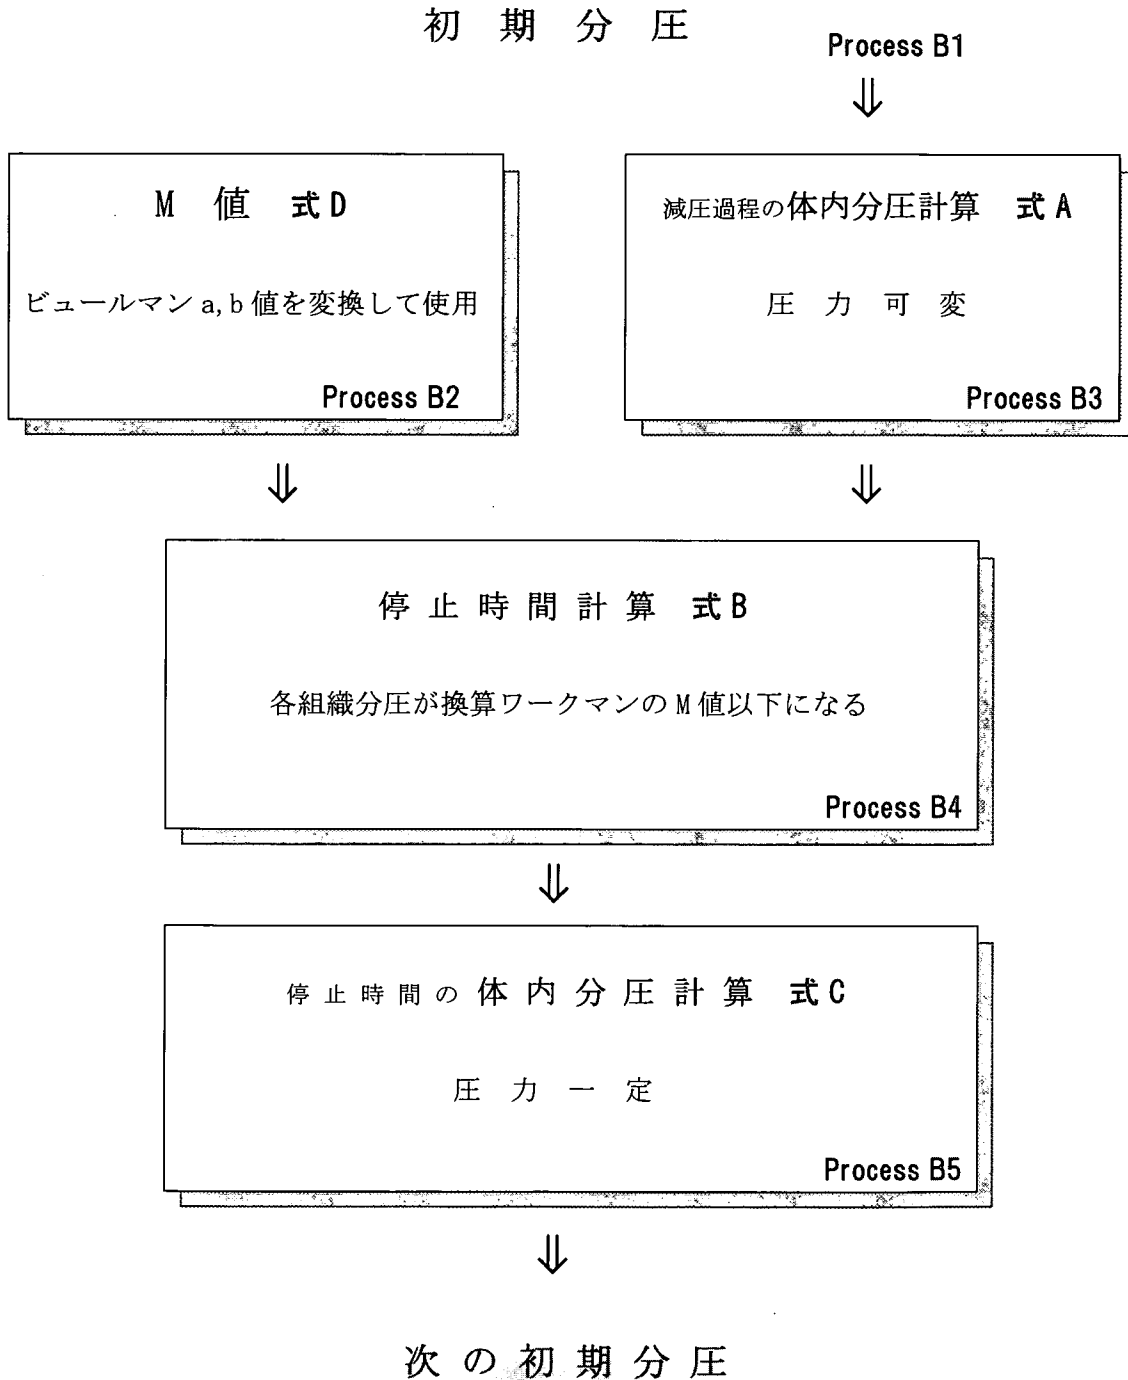 初期分圧
Process B1
⇓
M 値 式D
ビュールマン a,b 値を変換して使用
Process B2
減圧過程の体内分圧計算 式A
圧力可変
Process B3
⇓
⇓
停止時間計算 式B
各組織分圧が換算ワークマンのM値以下になる
Process B4
⇓
停止時間の体内分圧計算 式C
圧力一定
Process B5
⇓
次の初期分圧